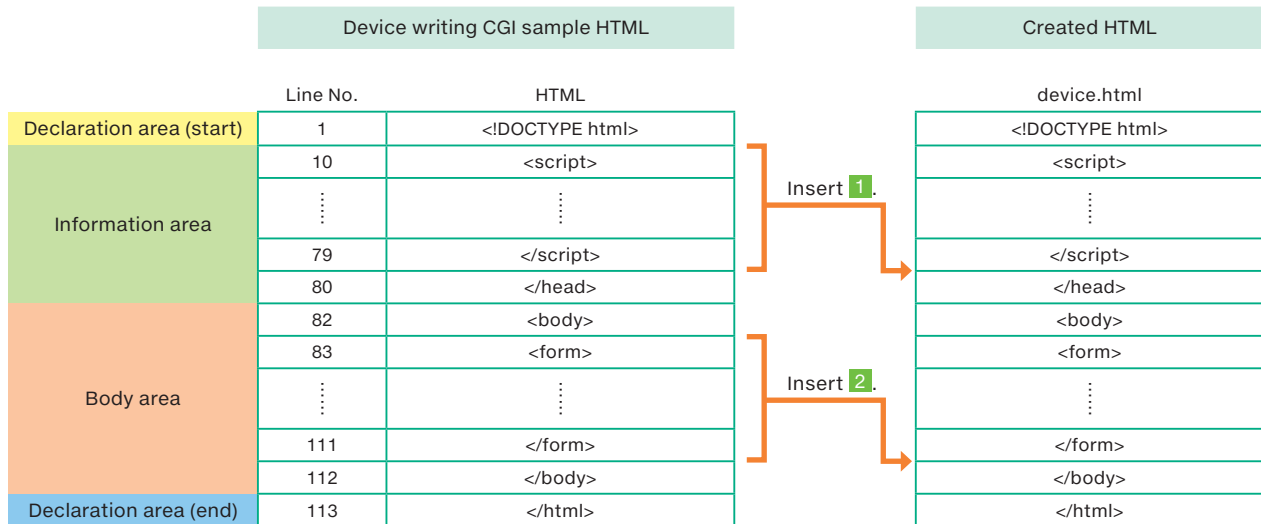 Device writing CGI sample HTML Created HTML
Line No. HTML device.html
Declaration area (start) 1 <!DOCTYPE html> <!DOCTYPE html>
10 <script> <script>
Insert 1.
Information area
79 </script> </script>
80 </head> </head>
82 <body> <body>
83 <form> <form>
Insert 2.
Body area
111 </form> </form>
112 </body> </body>
Declaration area (end) 113 </html> </html>